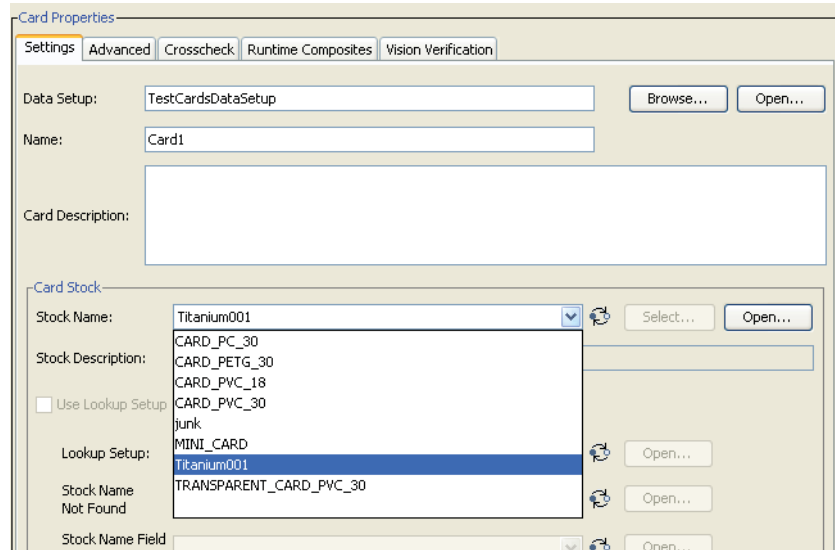 Card Properties
Settings Advanced Crosscheck Runtime Composites Vision Verification
Data Setup: TestCardsDataSetup Browse... Open...
Name: Card1
Card Description:
Card Stock
Stock Name: Titanium001 Select... Open...
CARD_PC_30
Stock Description: CARD_PETG_30
CARD_PVC_18
Use Lookup Setup CARD_PVC_30
junk
MINI_CARD
Lookup Setup: Titanium001 Open...
TRANSPARENT_CARD_PVC_30
Stock Name
Not Found Open...
Stock Name Field Open...